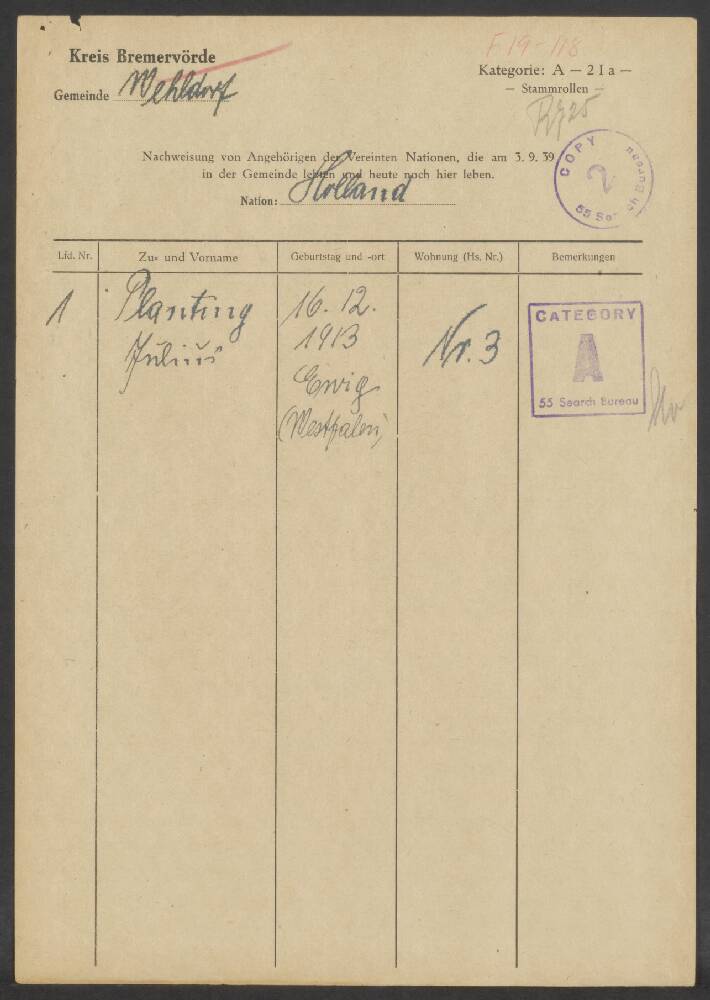 Kreis Bremervörde
F 19-118
Kategorie: A — 2 I a —
Gemeinde Wehldorf
— Stammrollen —
Nachweisung von Angehörigen der Vereinten Nationen, die am 3. 9. 39
in der Gemeinde lebten und heute noch hier leben.
Nation: Holland
COPY
2
55 Search Bureau
Lfd. Nr. Zu- und Vorname Geburtstag und -ort Wohnung (Hs. Nr.) Bemerkungen
1 Planting 16. 12.
Julius 1913 Nr. 3
Ewig
(Westfalen)
CATEGORY
A
55 Search Bureau